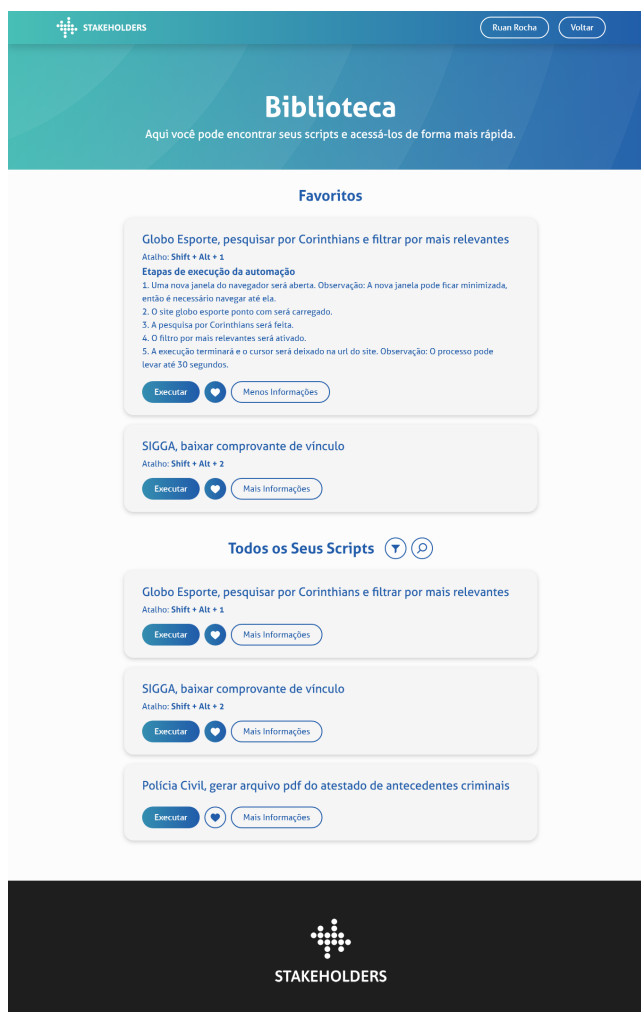 STAKEHOLDERS
Ruan Rocha
Voltar
Biblioteca
Aqui você pode encontrar seus scripts e acessá-los de forma mais rápida.
Favoritos
Globo Esporte, pesquisar por Corinthians e filtrar por mais relevantes
Atalho: Shift + Alt + 1
Etapas de execução da automação
1. Uma nova janela do navegador será aberta. Observação: A nova janela pode ficar minimizada,
então é necessário navegar até ela.
2. O site globo esporte ponto com será carregado.
3. A pesquisa por Corinthians será feita.
4. O filtro por mais relevantes será ativado.
5. A execução terminará e o cursor será deixado na url do site. Observação: O processo pode
levar até 30 segundos.
Executar
Menos Informações
SIGGA, baixar comprovante de vínculo
Atalho: Shift + Alt + 2
Executar
Mais Informações
Todos os Seus Scripts
Globo Esporte, pesquisar por Corinthians e filtrar por mais relevantes
Atalho: Shift + Alt + 1
Executar
Mais Informações
SIGGA, baixar comprovante de vínculo
Atalho: Shift + Alt + 2
Executar
Mais Informações
Polícia Civil, gerar arquivo pdf do atestado de antecedentes criminais
Executar
Mais Informações
STAKEHOLDERS